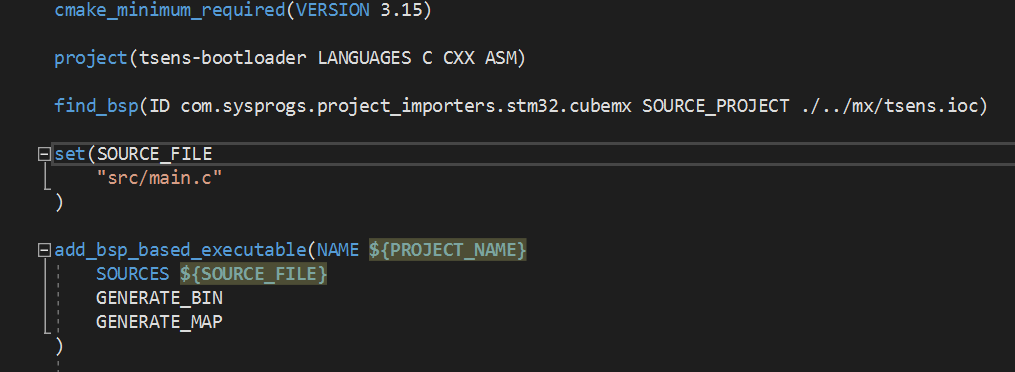 cmake_minimum_required(VERSION 3.15)
project(tsens-bootloader LANGUAGES C CXX ASM)
find_bsp(ID com.sysprogs.project_importers.stm32.cubemx SOURCE_PROJECT ./../mx/tsens.ioc)
set(SOURCE_FILE
"src/main.c"
)
add_bsp_based_executable(NAME ${PROJECT_NAME}
SOURCES ${SOURCE_FILE}
GENERATE_BIN
GENERATE_MAP
)